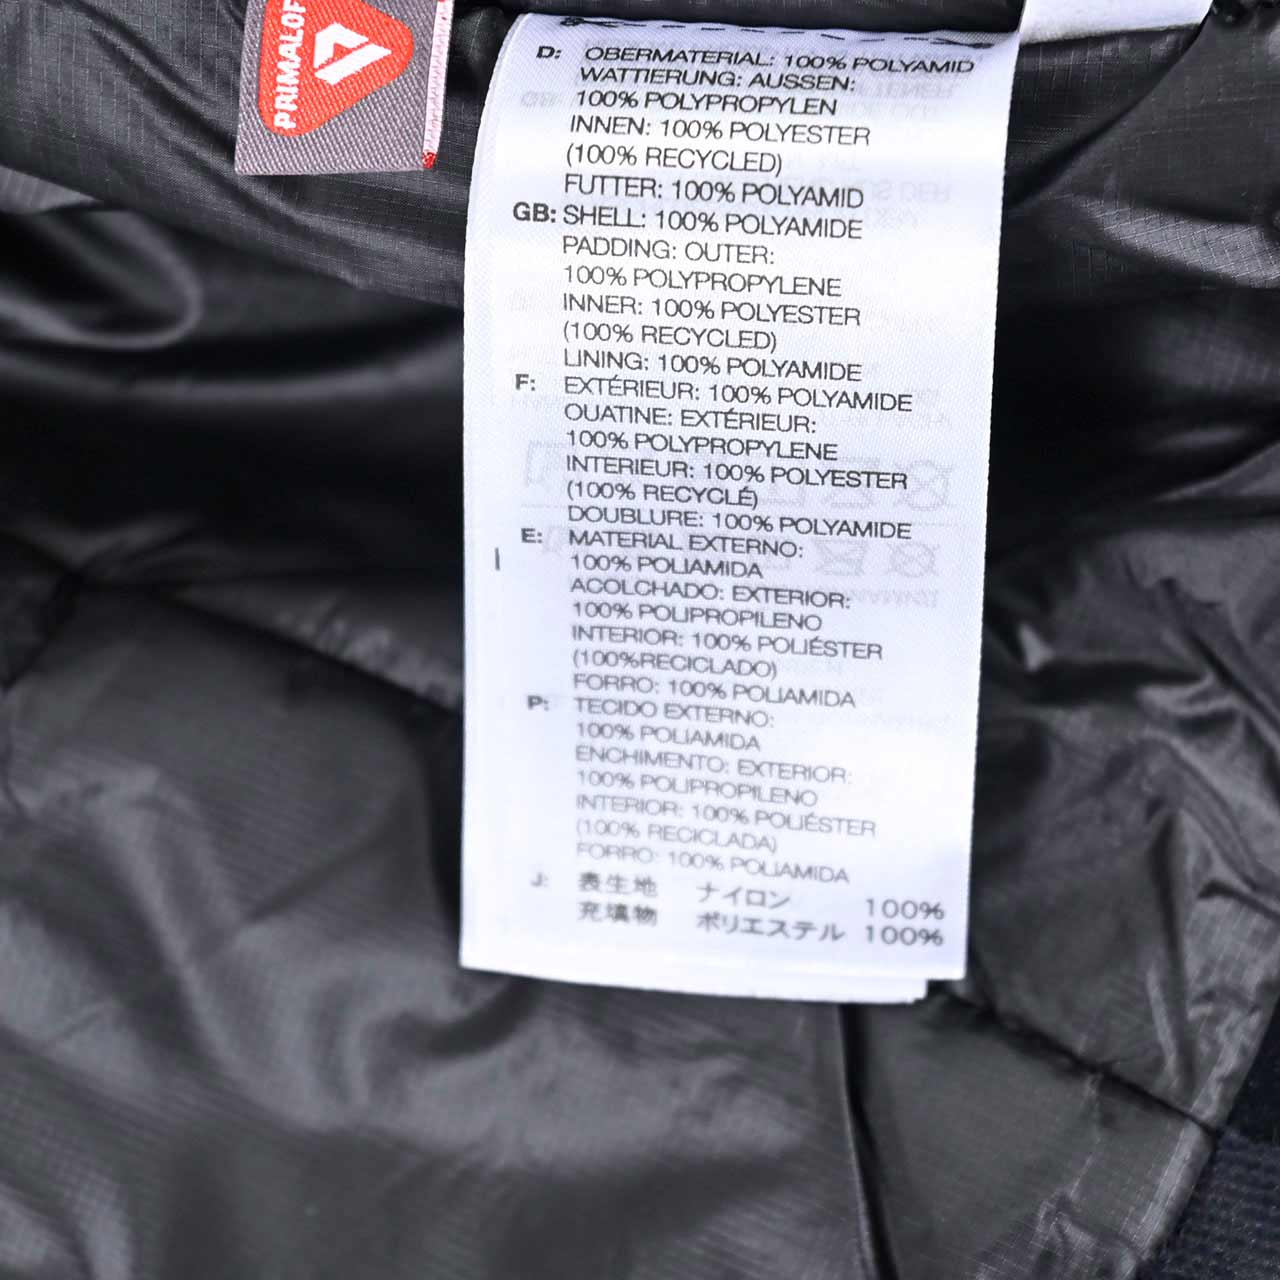 PRIMALOF
D: OBERMATERIAL: 100% POLYAMID
WATTIERUNG: AUSSEN:
100% POLYPROPYLEN
INNEN: 100% POLYESTER
(100% RECYCLED)
FUTTER: 100% POLYAMID
GB: SHELL: 100% POLYAMIDE
PADDING: OUTER:
100% POLYPROPYLENE
INNER: 100% POLYESTER
(100% RECYCLED)
LINING: 100% POLYAMIDE
F: EXTÉRIEUR: 100% POLYAMIDE
OUATINE: EXTÉRIEUR:
100% POLYPROPYLENE
INTERIEUR: 100% POLYESTER
(100% RECYCLÉ)
DOUBLURE: 100% POLYAMIDE
E: MATERIAL EXTERNO:
100% POLIAMIDA
ACOLCHADO: EXTERIOR:
100% POLIPROPILENO
INTERIOR: 100% POLIÉSTER
(100%RECICLADO)
FORRO: 100% POLIAMIDA
P: TECIDO EXTERNO:
100% POLIAMIDA
ENCHIMENTO: EXTERIOR:
100% POLIPROPILENO
INTERIOR: 100% POLIÉSTER
(100% RECICLADA)
FORRO: 100% POLIAMIDA
J: 表生地 ナイロン 100%
充填物 ポリエステル 100%